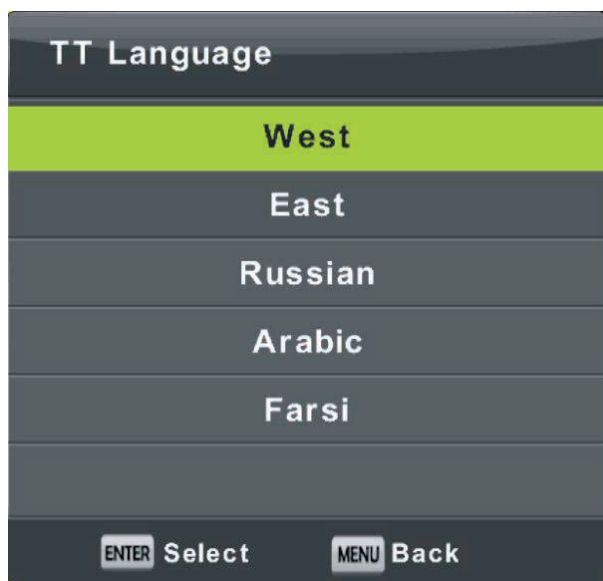 TT Language
West
East
Russian
Arabic
Farsi
ENTER Select MENU Back